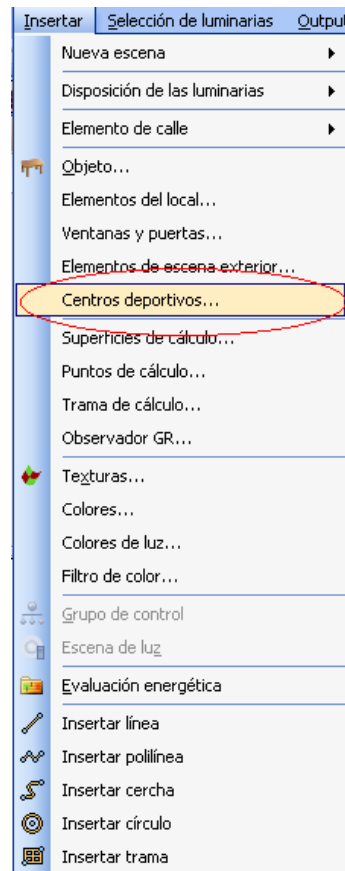 Insertar Selección de luminarias Output
Nueva escena
Disposición de las luminarias
Elemento de calle
Objeto...
Elementos del local...
Ventanas y puertas...
Elementos de escena exterior...
Centros deportivos...
Superficies de cálculo...
Puntos de cálculo...
Trama de cálculo...
Observador GR...
Texturas...
Colores...
Colores de luz...
Filtro de color...
Grupo de control
Escena de luz
Evaluación energética
Insertar línea
Insertar polilínea
Insertar cercha
Insertar círculo
Insertar trama